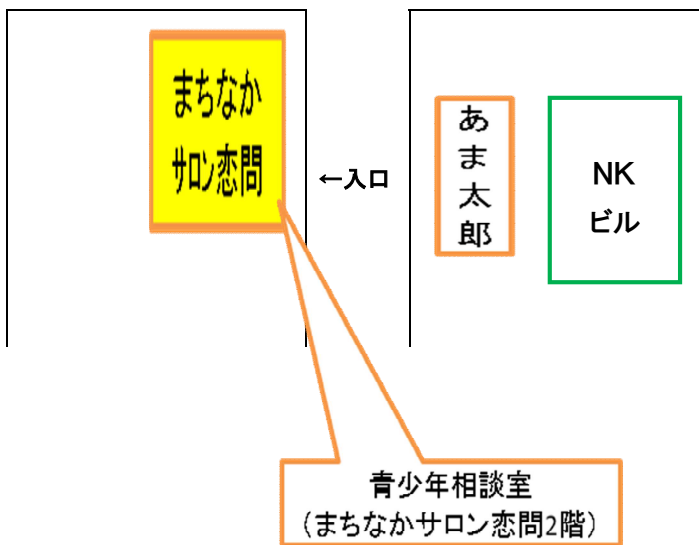 まちなか
サロン恋問
←入口
あま太郎
NK
ビル
青少年相談室
（まちなかサロン恋問2階）